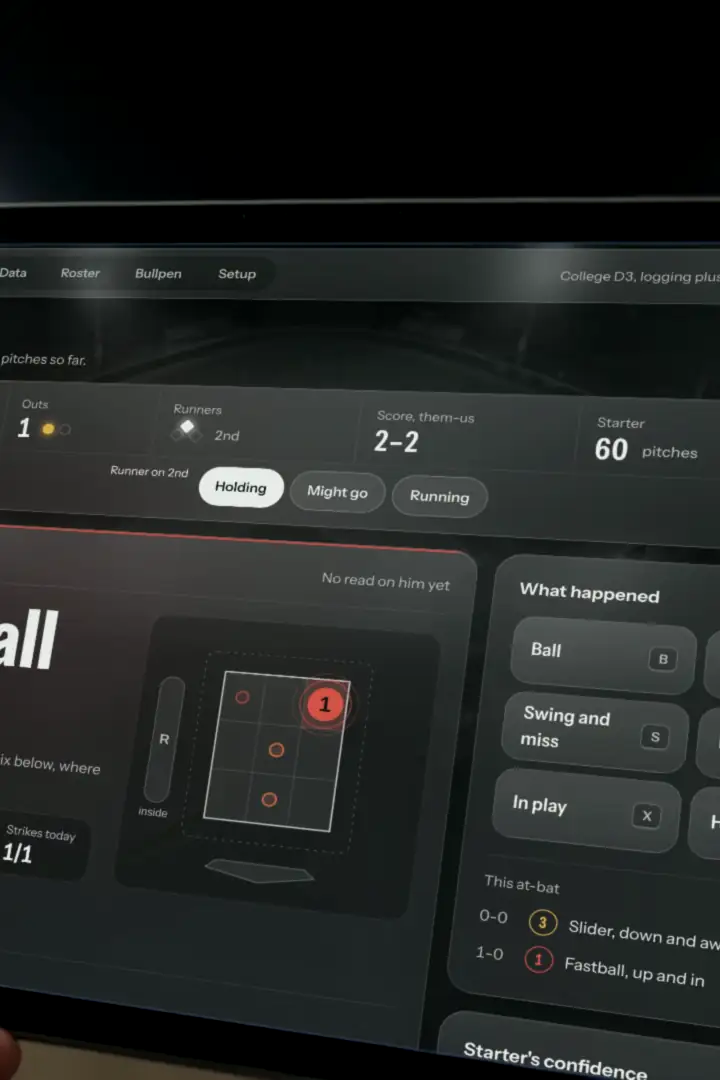 Data Roster Bullpen Setup College D3, logging plus
pitches so far.
Outs Runners Score, them-us Starter
1 2nd 2–2 60 pitches
Runner on 2nd Holding Might go Running
No read on him yet
all
1
R
inside
ix below, where
Strikes today
1/1
What happened
Ball B
Swing and miss S
In play X
H
This at-bat
0-0 3 Slider, down and aw
1-0 1 Fastball, up and in
Starter's confidence